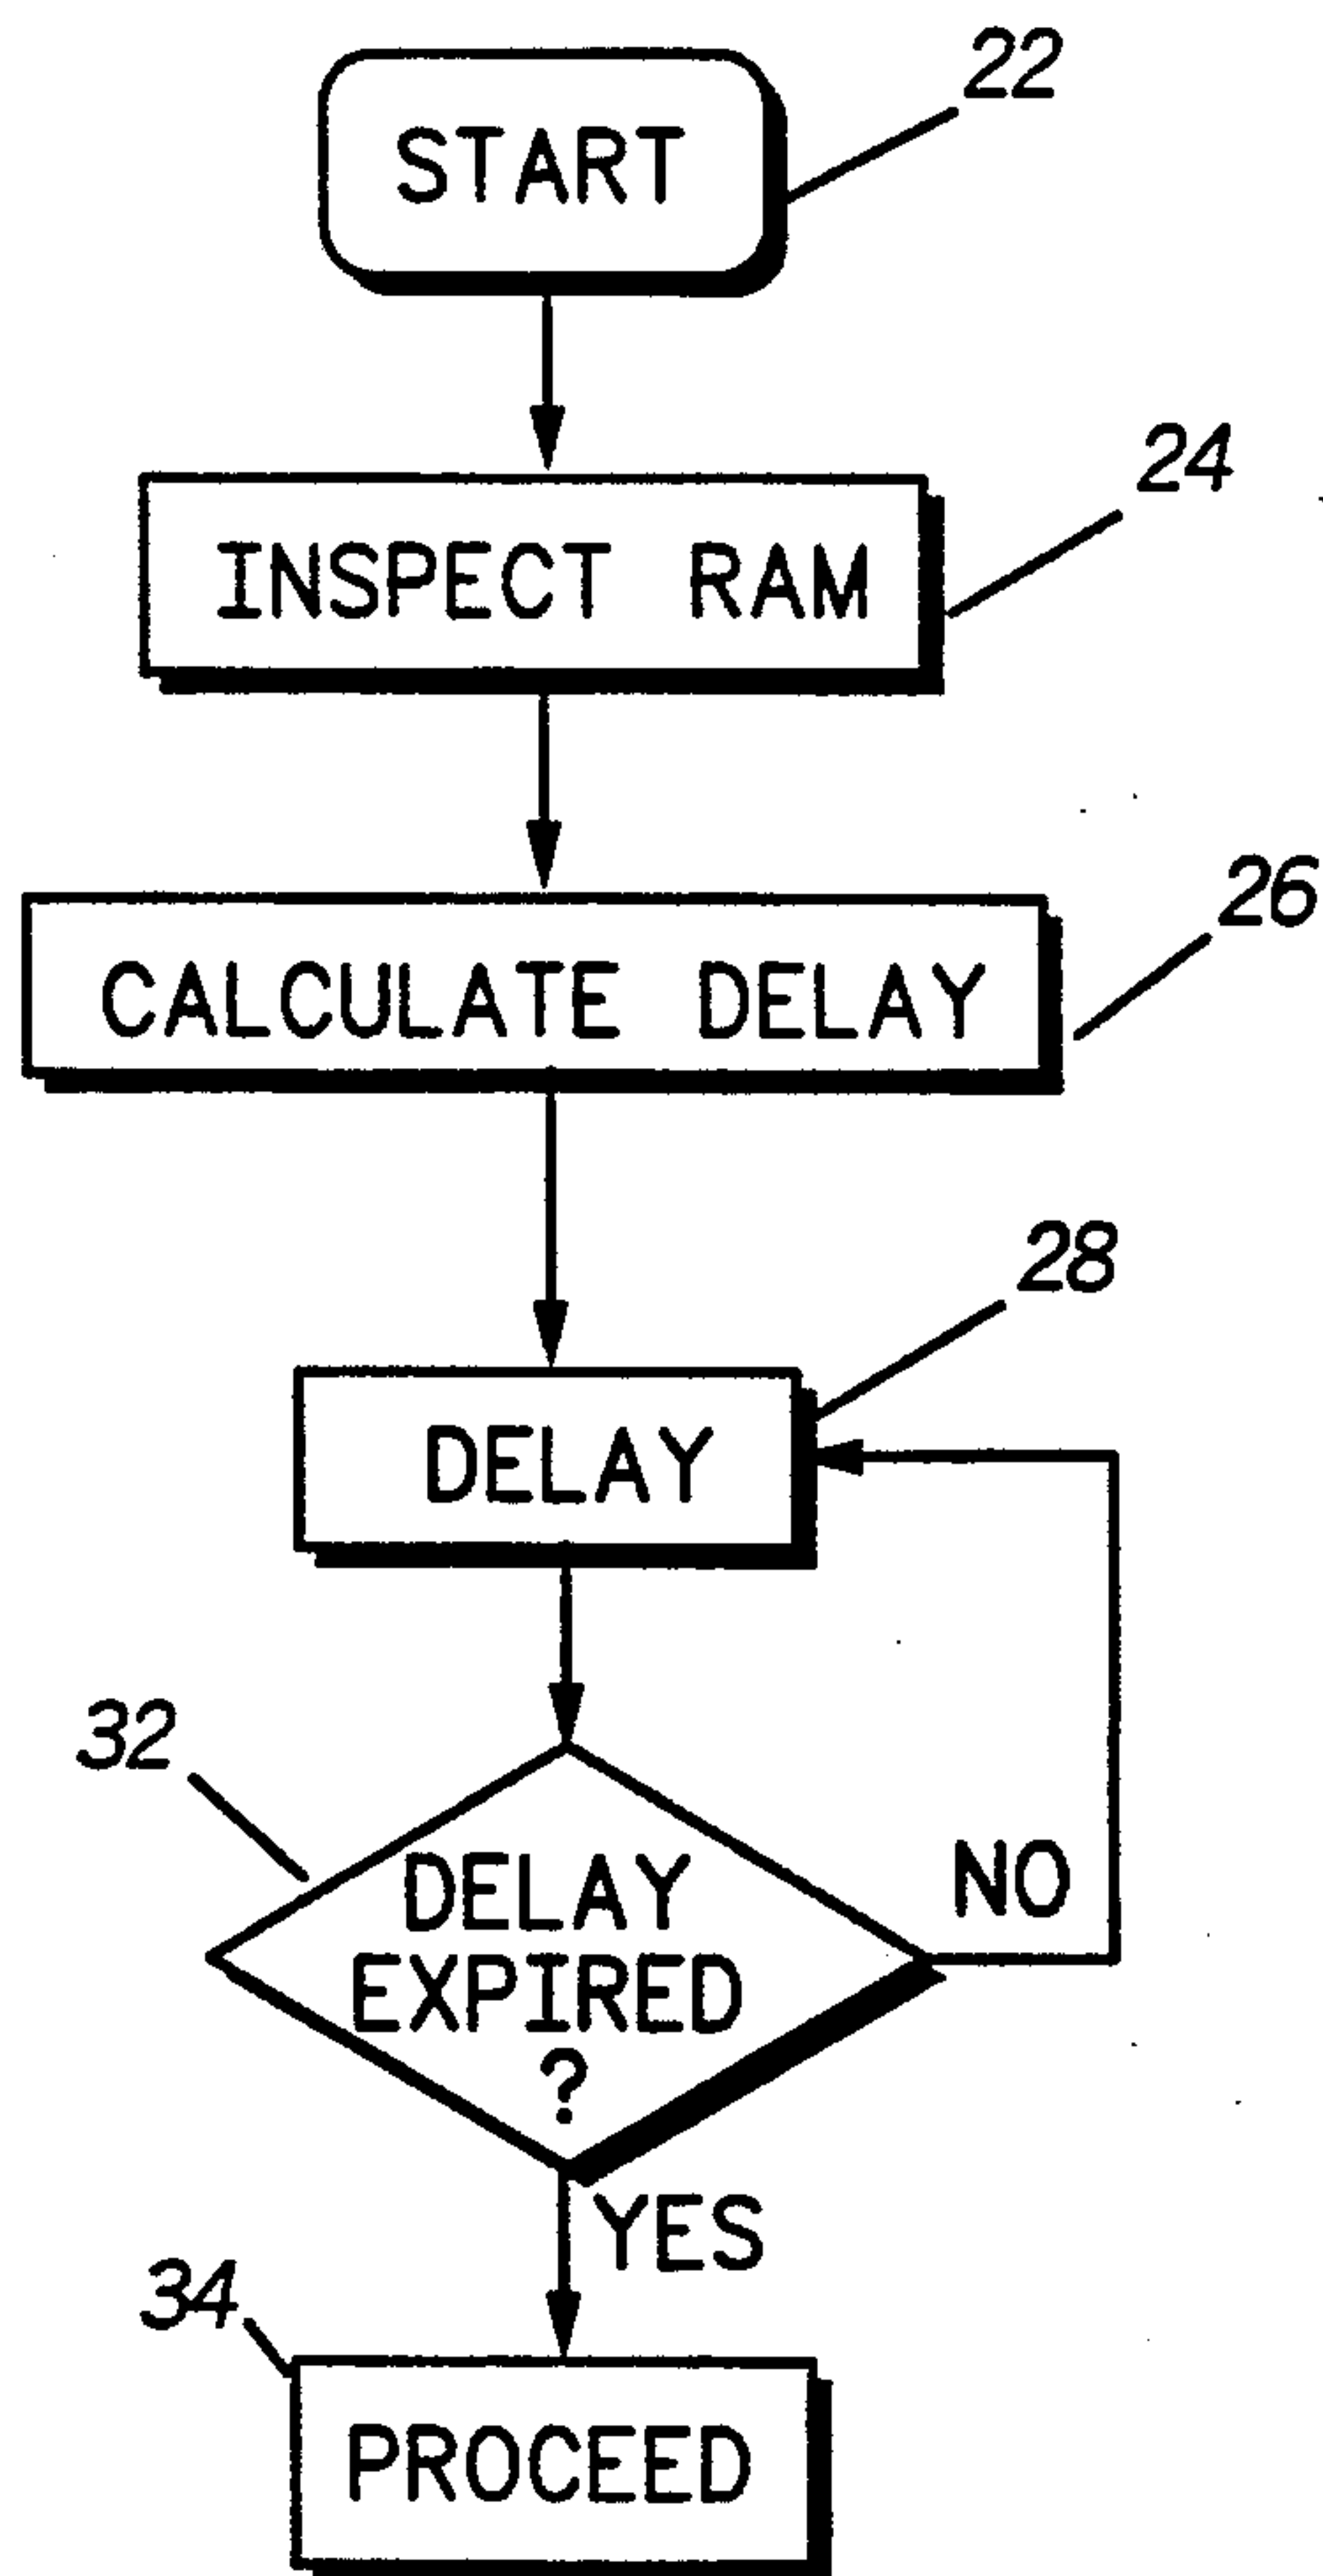 22
START
24
INSPECT RAM
26
CALCULATE DELAY
28
DELAY
32
DELAY
EXPIRED
?
NO
YES
34
PROCEED